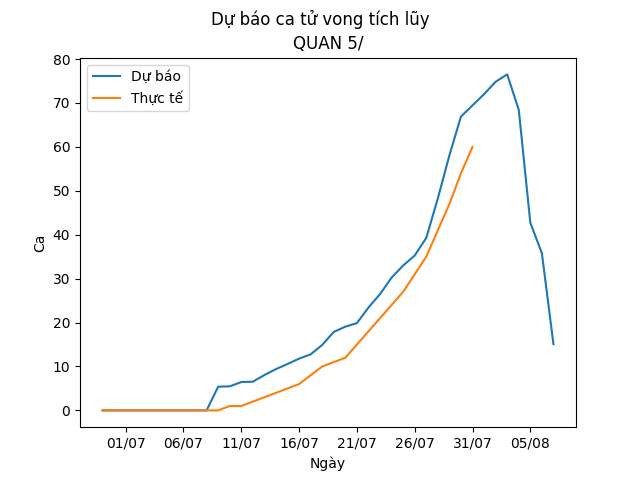 Dự báo ca tử vong tích lũy
QUAN 5/
Dự báo
Thực tế
80
70
60
50
40
30
20
10
0
Ca
01/07 06/07 11/07 16/07 21/07 26/07 31/07 05/08
Ngày